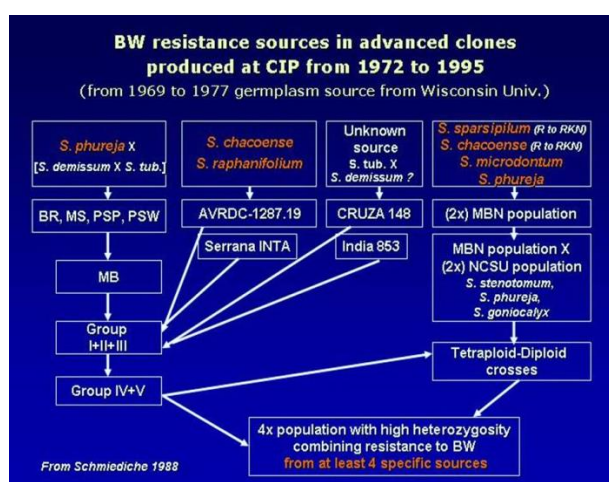 BW resistance sources in advanced clones
produced at CIP from 1972 to 1995
(from 1969 to 1977 germplasm source from Wisconsin Univ.)
S. phureja X
[S. demissum X S. tub.]
S. chacoense
S. raphanifolium
Unknown
source
S. tub. X
S. demissum ?
S. sparsipilum (R to RKN)
S. chacoense (R to RKN)
S. microdontum
S. phureja
BR, MS, PSP, PSW
AVRDC-1287.19
CRUZA 148
(2x) MBN population
Serrana INTA
India 853
MB
MBN population X
(2x) NCSU population
S. stenotomum,
S. phureja,
S. goniocalyx
Group
I+II+III
Tetraploid-Diploid
crosses
Group IV+V
4x population with high heterozygosity
combining resistance to BW
from at least 4 specific sources
From Schmiediche 1988